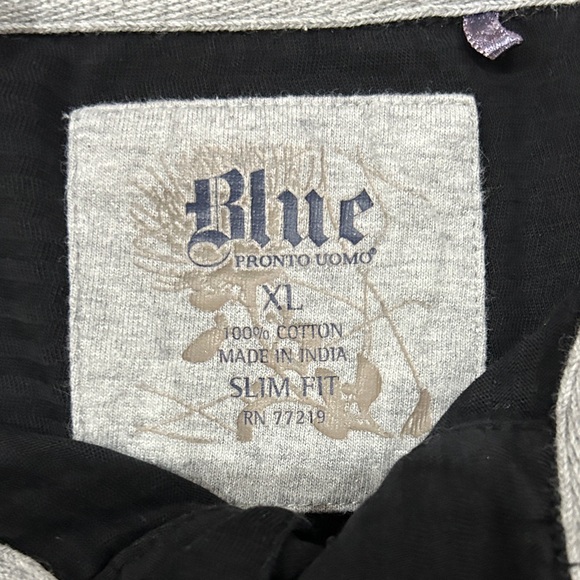 Blue
PRONTO UOMO®
XL
100% COTTON
MADE IN INDIA
SLIM FIT
RN 77219